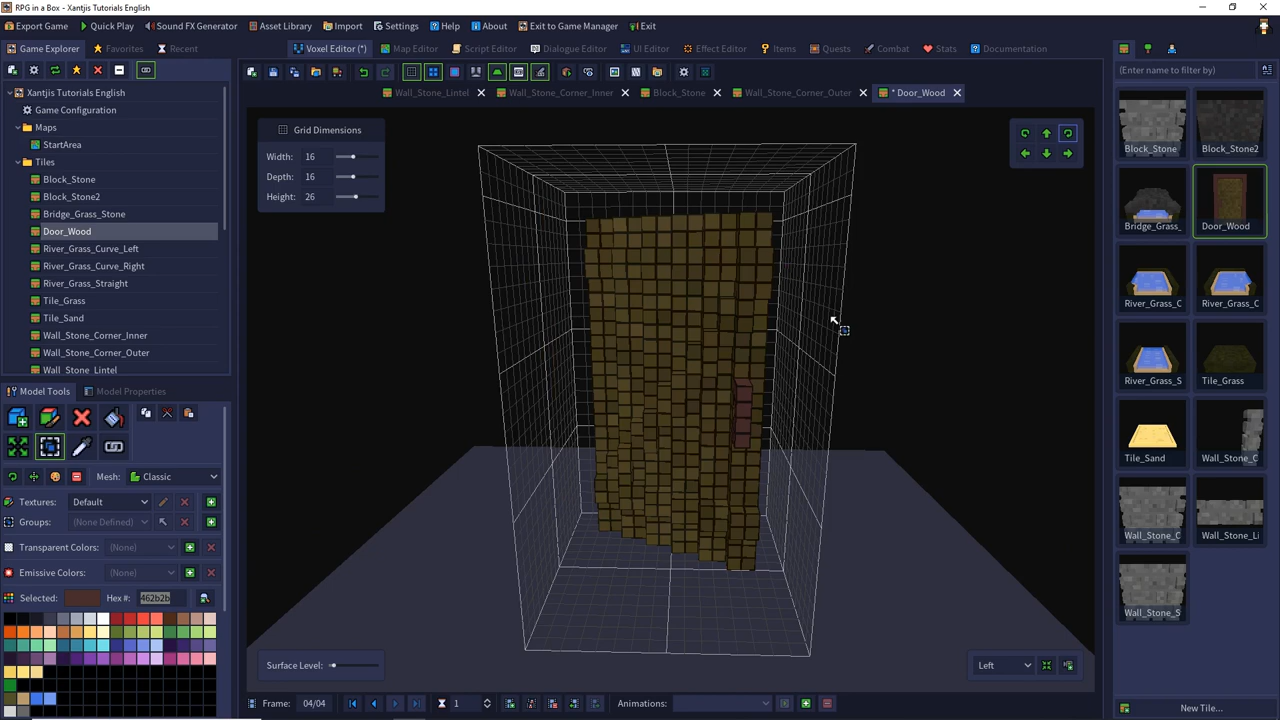 RPG in a Box - Xantjis Tutorials English
Export Game Quick Play Sound FX Generator Asset Library Import Settings Help About Exit to Game Manager Exit
Game Explorer Favorites Recent
Voxel Editor (*) Map Editor Script Editor Dialogue Editor UI Editor Effect Editor Items Quests Combat Stats Documentation
(Enter name to filter by)
Wall_Stone_Lintel Wall_Stone_Corner_Inner Block_Stone Wall_Stone_Corner_Outer * Door_Wood
Xantjis Tutorials English
Game Configuration
Maps
StartArea
Tiles
Block_Stone
Block_Stone2
Bridge_Grass_Stone
Door_Wood
River_Grass_Curve_Left
River_Grass_Curve_Right
River_Grass_Straight
Tile_Grass
Tile_Sand
Wall_Stone_Corner_Inner
Wall_Stone_Corner_Outer
Wall_Stone_Lintel
Grid Dimensions
Width: 16
Depth: 16
Height: 26
Model Tools Model Properties
Mesh: Classic
Textures: Default
Groups: (None Defined)
Transparent Colors: (None)
Emissive Colors: (None)
Selected: Hex #: 462b2b
Surface Level:
Left
Frame: 04/04 1 Animations:
Block_Stone Block_Stone2
Bridge_Grass_ Door_Wood
River_Grass_C River_Grass_C
River_Grass_S Tile_Grass
Tile_Sand Wall_Stone_C
Wall_Stone_C Wall_Stone_Li
Wall_Stone_S
New Tile...